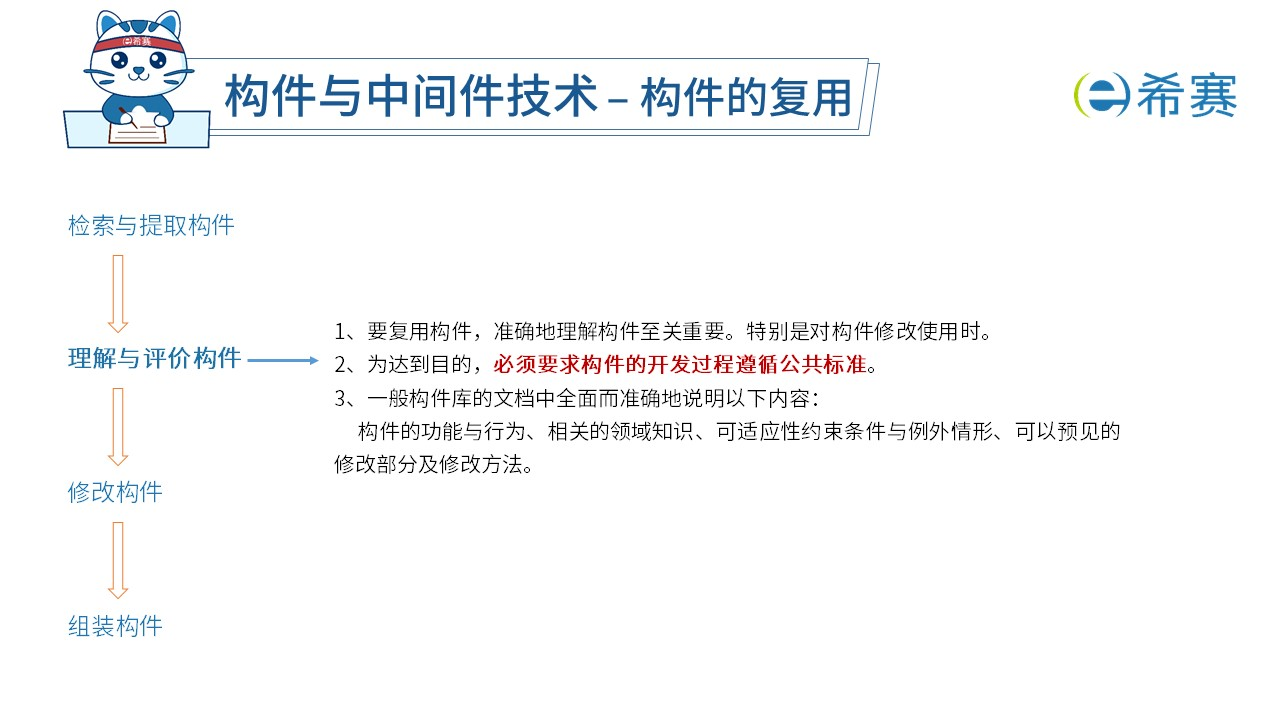 希赛
构件与中间件技术 – 构件的复用
希赛
检索与提取构件
理解与评价构件
1、要复用构件，准确地理解构件至关重要。特别是对构件修改使用时。
2、为达到目的，必须要求构件的开发过程遵循公共标准。
3、一般构件库的文档中全面而准确地说明以下内容：
构件的功能与行为、相关的领域知识、可适应性约束条件与例外情形、可以预见的
修改部分及修改方法。
修改构件
组装构件